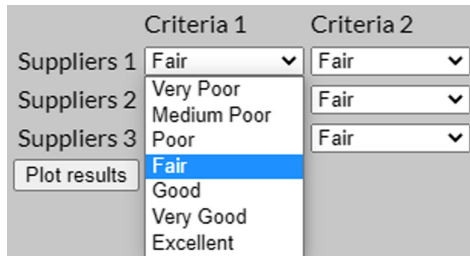 Criteria 1 Criteria 2
Suppliers 1 Fair Fair
Suppliers 2 Very Poor Fair
Medium Poor
Suppliers 3 Poor Fair
Plot results Fair
Good
Very Good
Excellent